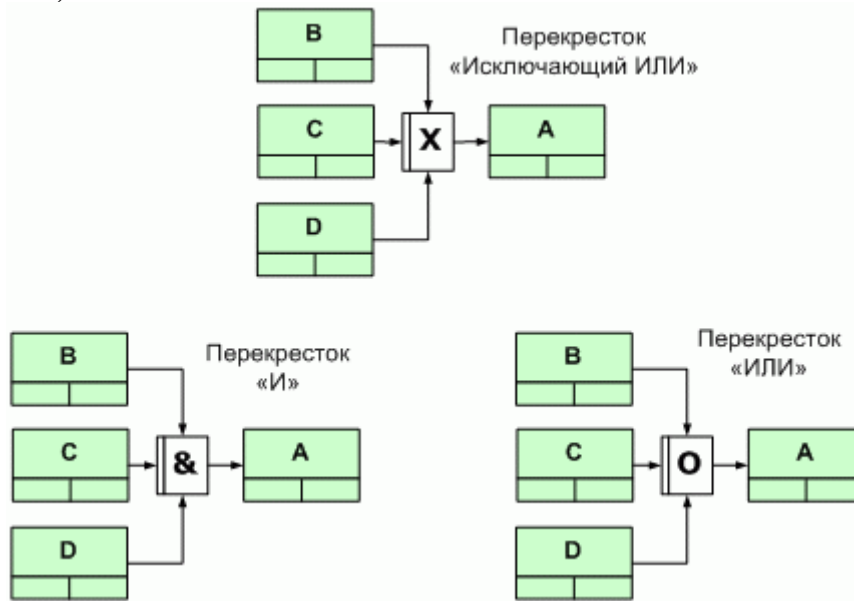 B
Перекресток
«Исключающий ИЛИ»
C
X
A
D
B
Перекресток
«И»
C
&
A
D
B
Перекресток
«ИЛИ»
C
O
A
D